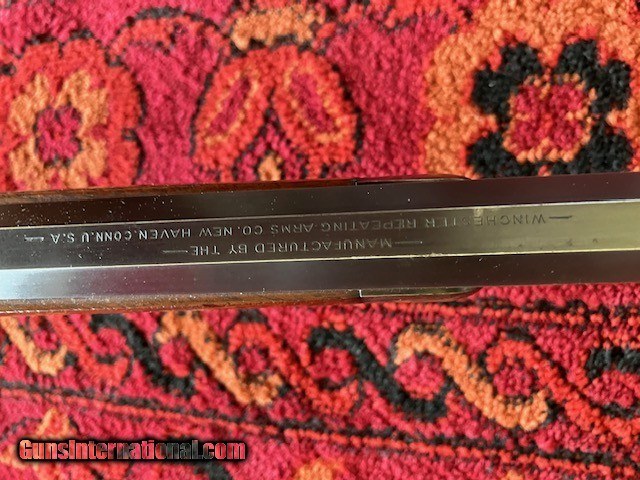 —MANUFACTURED BY THE—
—WINCHESTER REPEATING ARMS CO. NEW HAVEN. CONN. U.S.A.—
GunsInternational.com